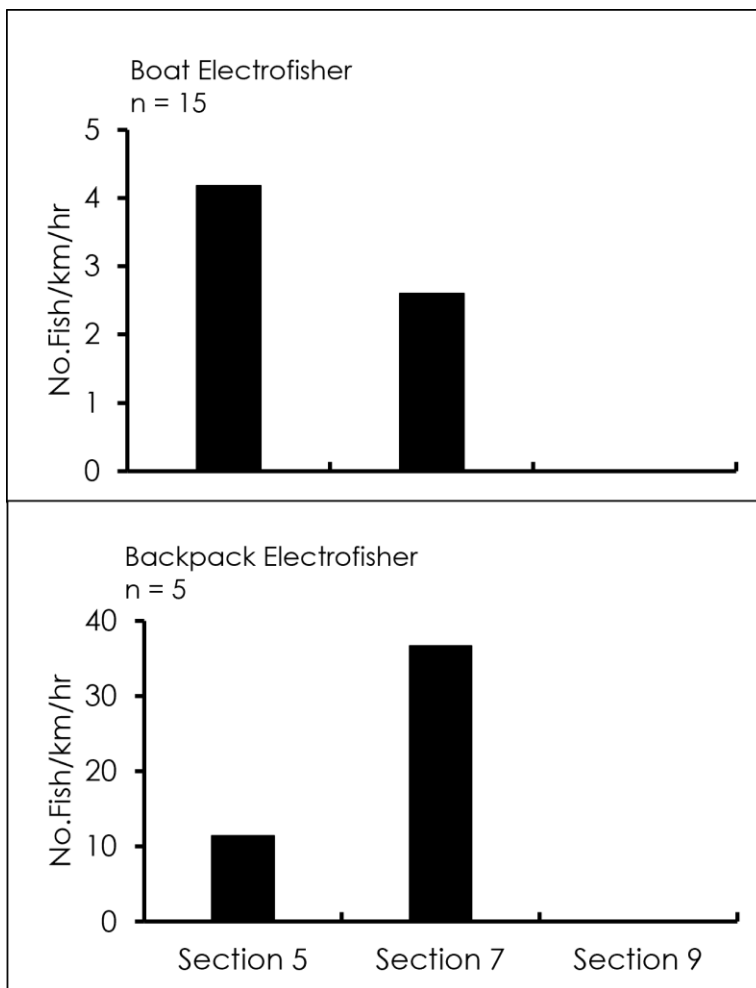 Boat Electrofisher
n = 15
5
4
3
2
1
0
No.Fish/km/hr
Backpack Electrofisher
n = 5
40
30
20
10
0
No.Fish/km/hr
Section 5 Section 7 Section 9